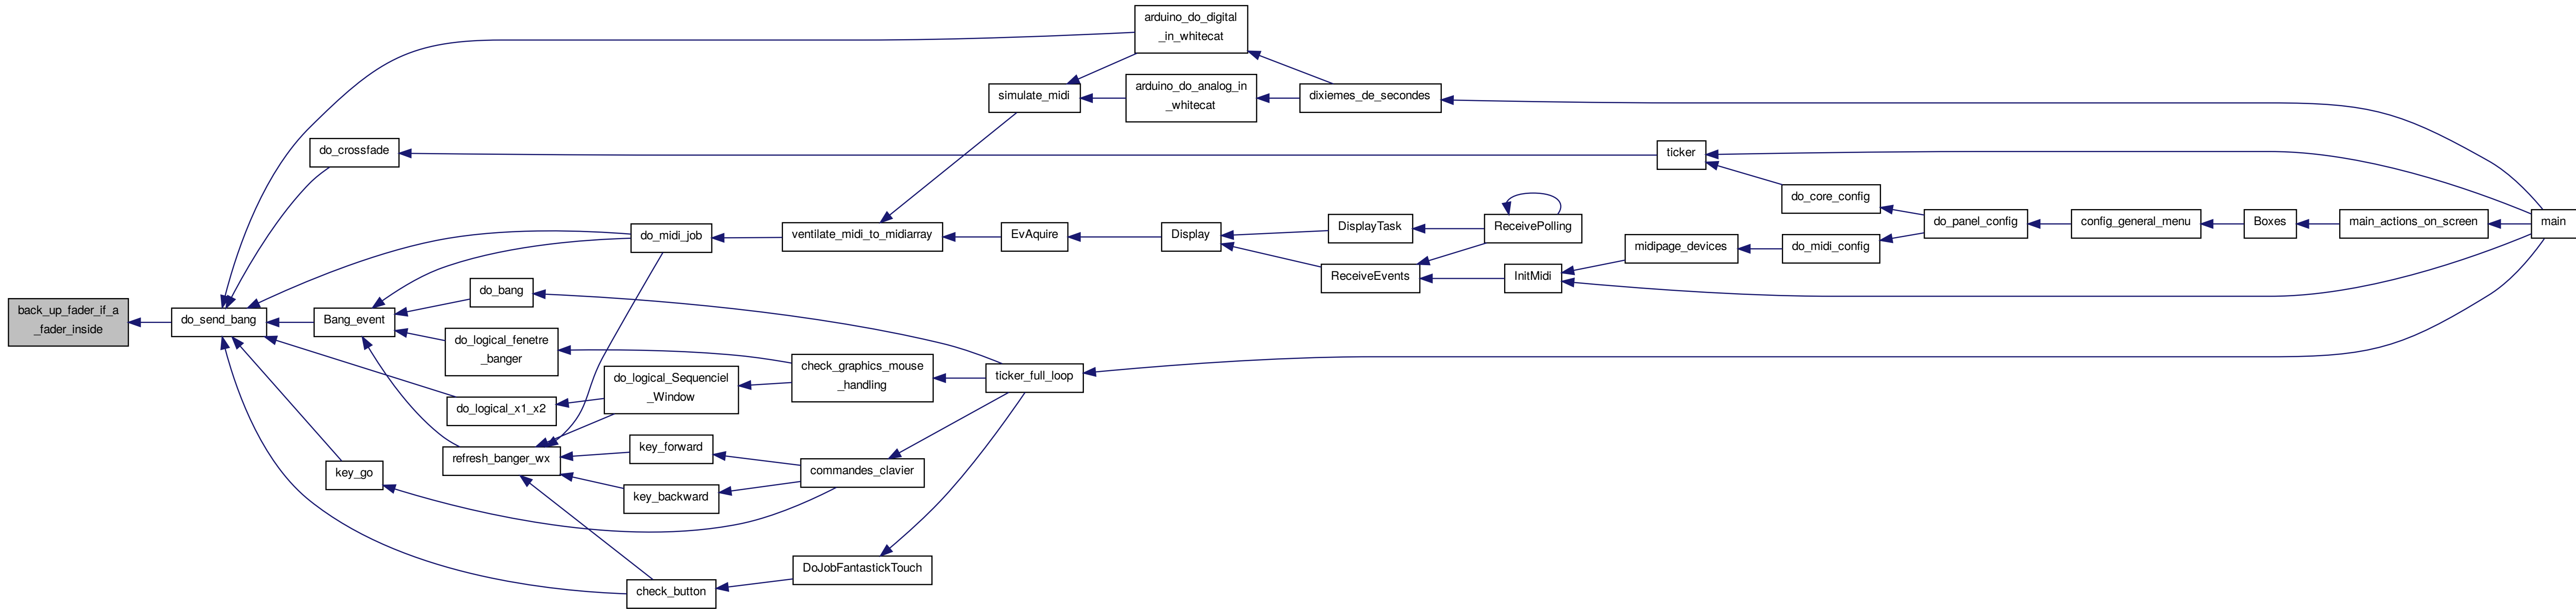 arduino_do_digital
_in_whitecat
simulate_midi
arduino_do_analog_in
_whitecat
dixiemes_de_secondes
do_crossfade
ticker
do_core_config
do_midi_job
ventilate_midi_to_midiarray
EvAquire
Display
DisplayTask
ReceivePolling
ReceiveEvents
InitMidi
midipage_devices
do_midi_config
do_panel_config
config_general_menu
Boxes
main_actions_on_screen
main
back_up_fader_if_a
_fader_inside
do_send_bang
Bang_event
do_bang
do_logical_fenetre
_banger
do_logical_x1_x2
do_logical_Sequenciel
_Window
check_graphics_mouse
_handling
ticker_full_loop
key_go
refresh_banger_wx
key_forward
key_backward
commandes_clavier
check_button
DoJobFantastickTouch